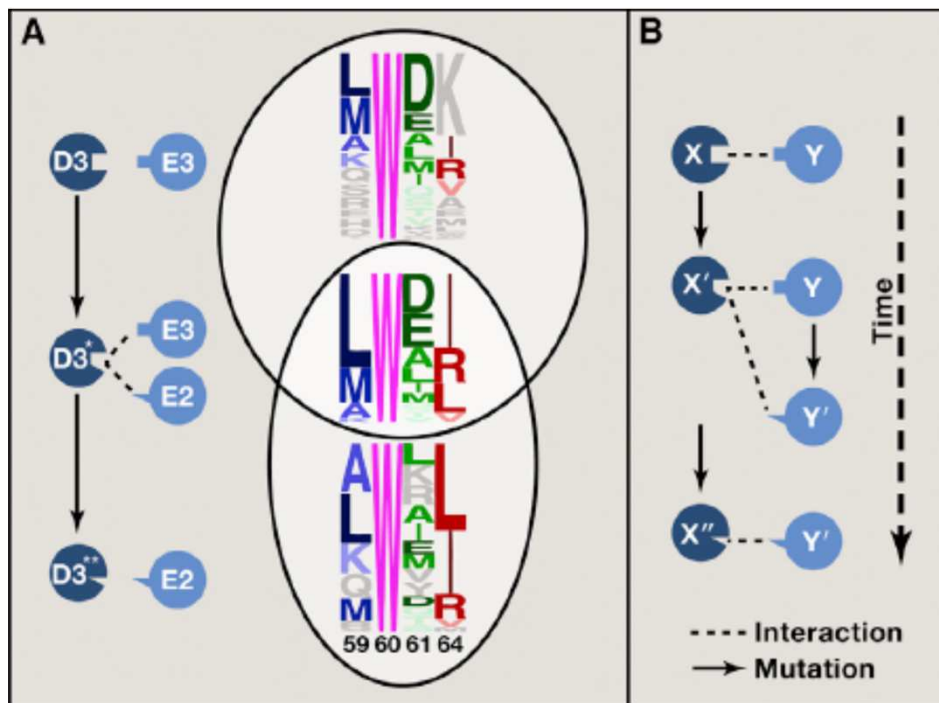 A
D3
E3
D3*
E3
E2
D3**
E2
L W D K
M E I
A A R
K L V
Q M A
I
L W D I
M E R
A A L
L
I
M
A W L L
L K I
K R R
Q A
M I
E
M
V
Y
D
59 60 61 64
B
X
Y
X′
Y
Y′
X″
Y′
Time
Interaction
Mutation